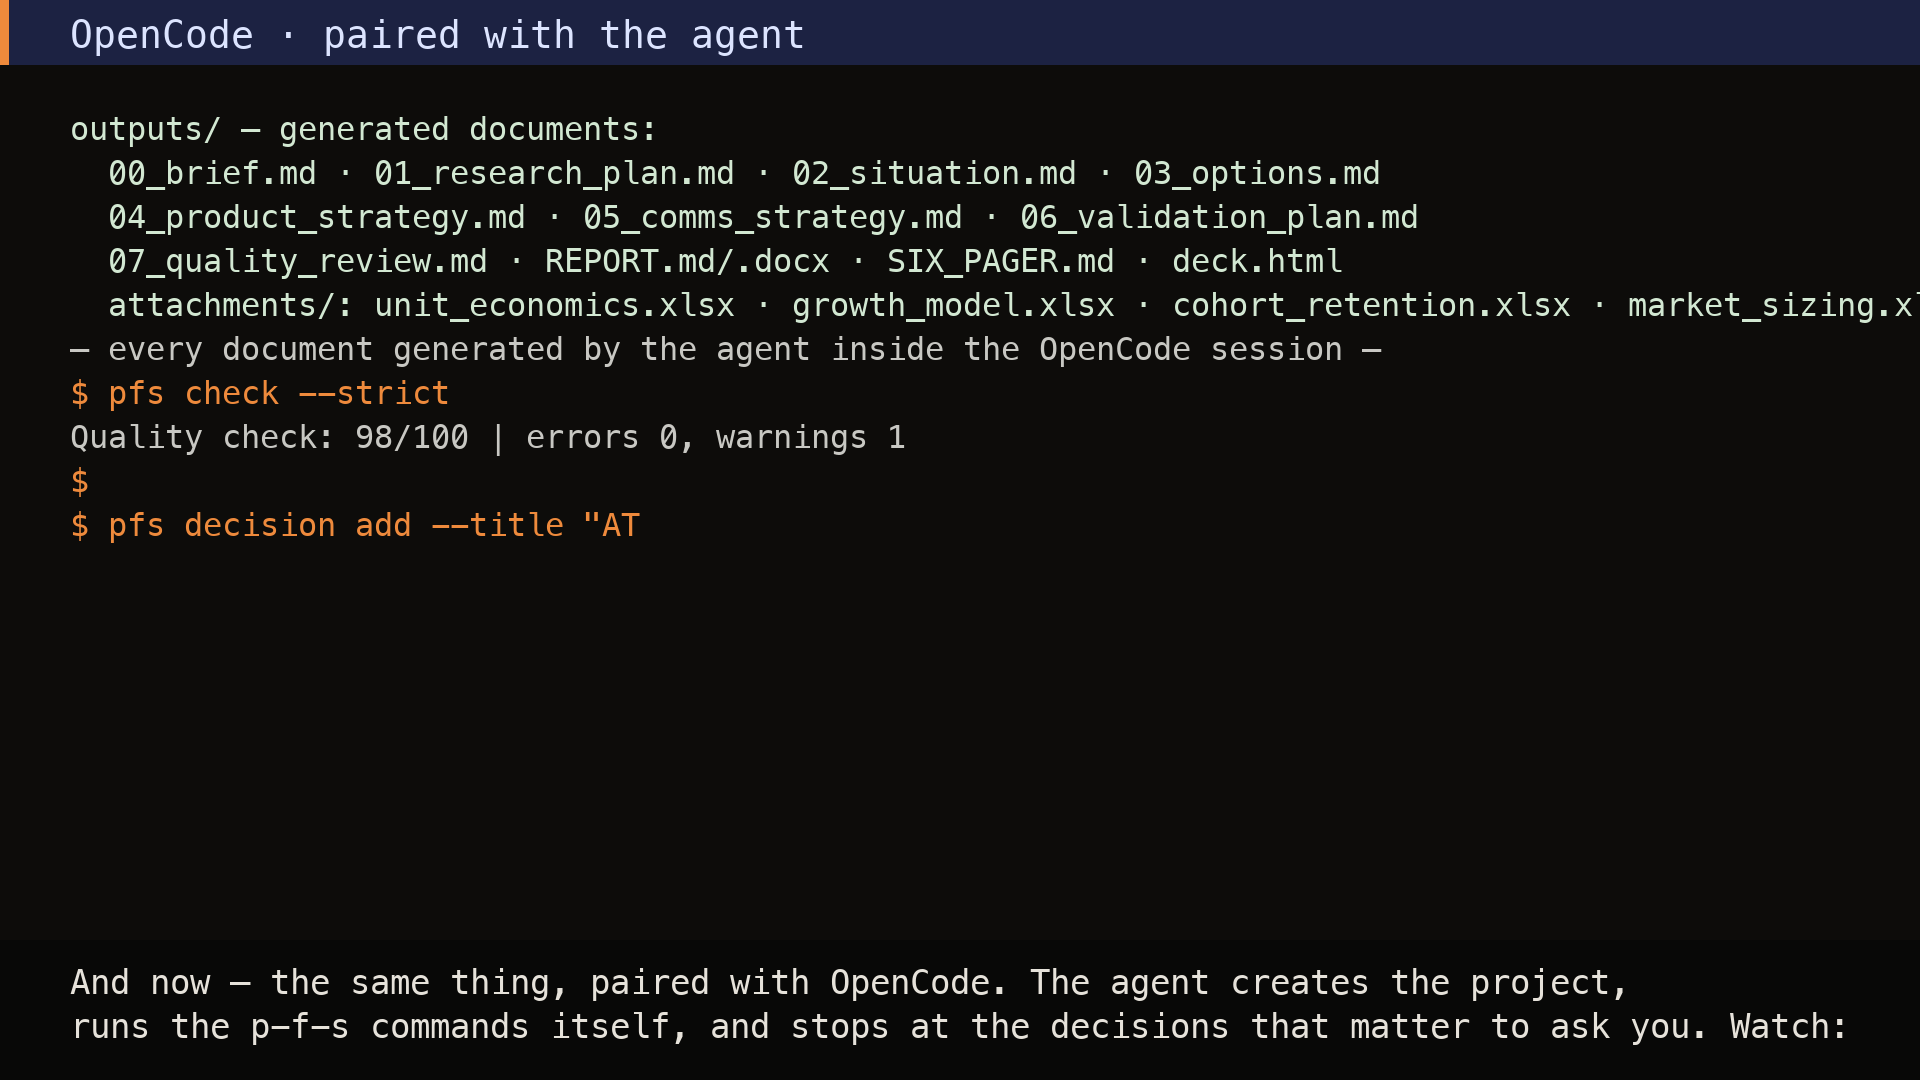 OpenCode · paired with the agent
outputs/ — generated documents:
00_brief.md · 01_research_plan.md · 02_situation.md · 03_options.md
04_product_strategy.md · 05_comms_strategy.md · 06_validation_plan.md
07_quality_review.md · REPORT.md/.docx · SIX_PAGER.md · deck.html
attachments/: unit_economics.xlsx · growth_model.xlsx · cohort_retention.xlsx · market_sizing.xl
— every document generated by the agent inside the OpenCode session —
$ pfs check --strict
Quality check: 98/100 | errors 0, warnings 1
$
$ pfs decision add --title "AT
And now — the same thing, paired with OpenCode. The agent creates the project,
runs the p-f-s commands itself, and stops at the decisions that matter to ask you. Watch: